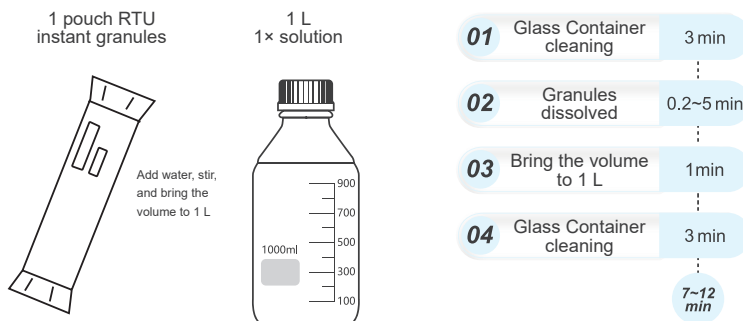 1 pouch RTU
instant granules
1 L
1× solution
Add water, stir,
and bring the
volume to 1 L
1000ml
900
700
500
300
100
01
Glass Container
cleaning
3 min
02
Granules
dissolved
0.2~5 min
03
Bring the volume
to 1 L
1min
04
Glass Container
cleaning
3 min
7~12
min